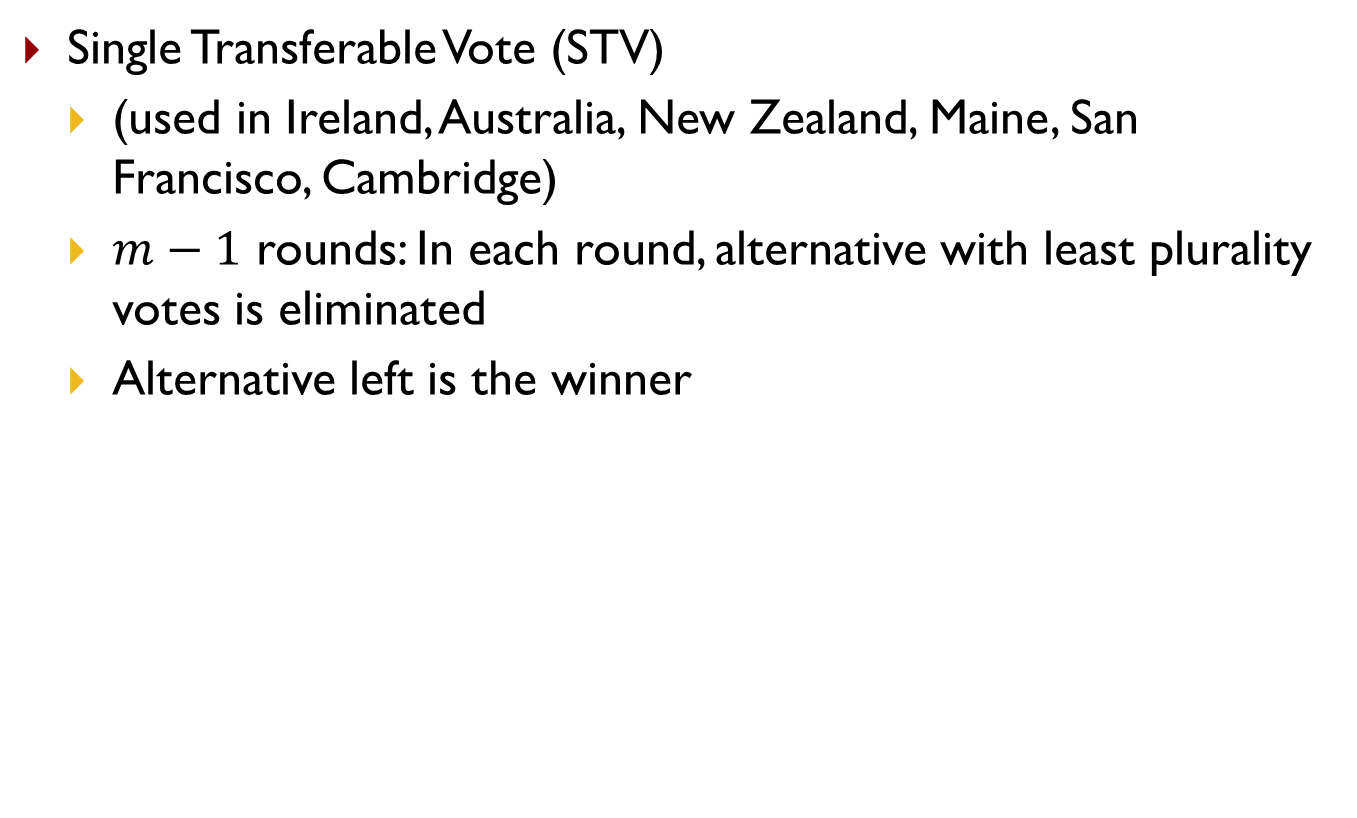 Single Transferable Vote (STV)
(used in Ireland, Australia, New Zealand, Maine, San
Francisco, Cambridge)
𝑚 − 1 rounds: In each round, alternative with least plurality
votes is eliminated
Alternative left is the winner